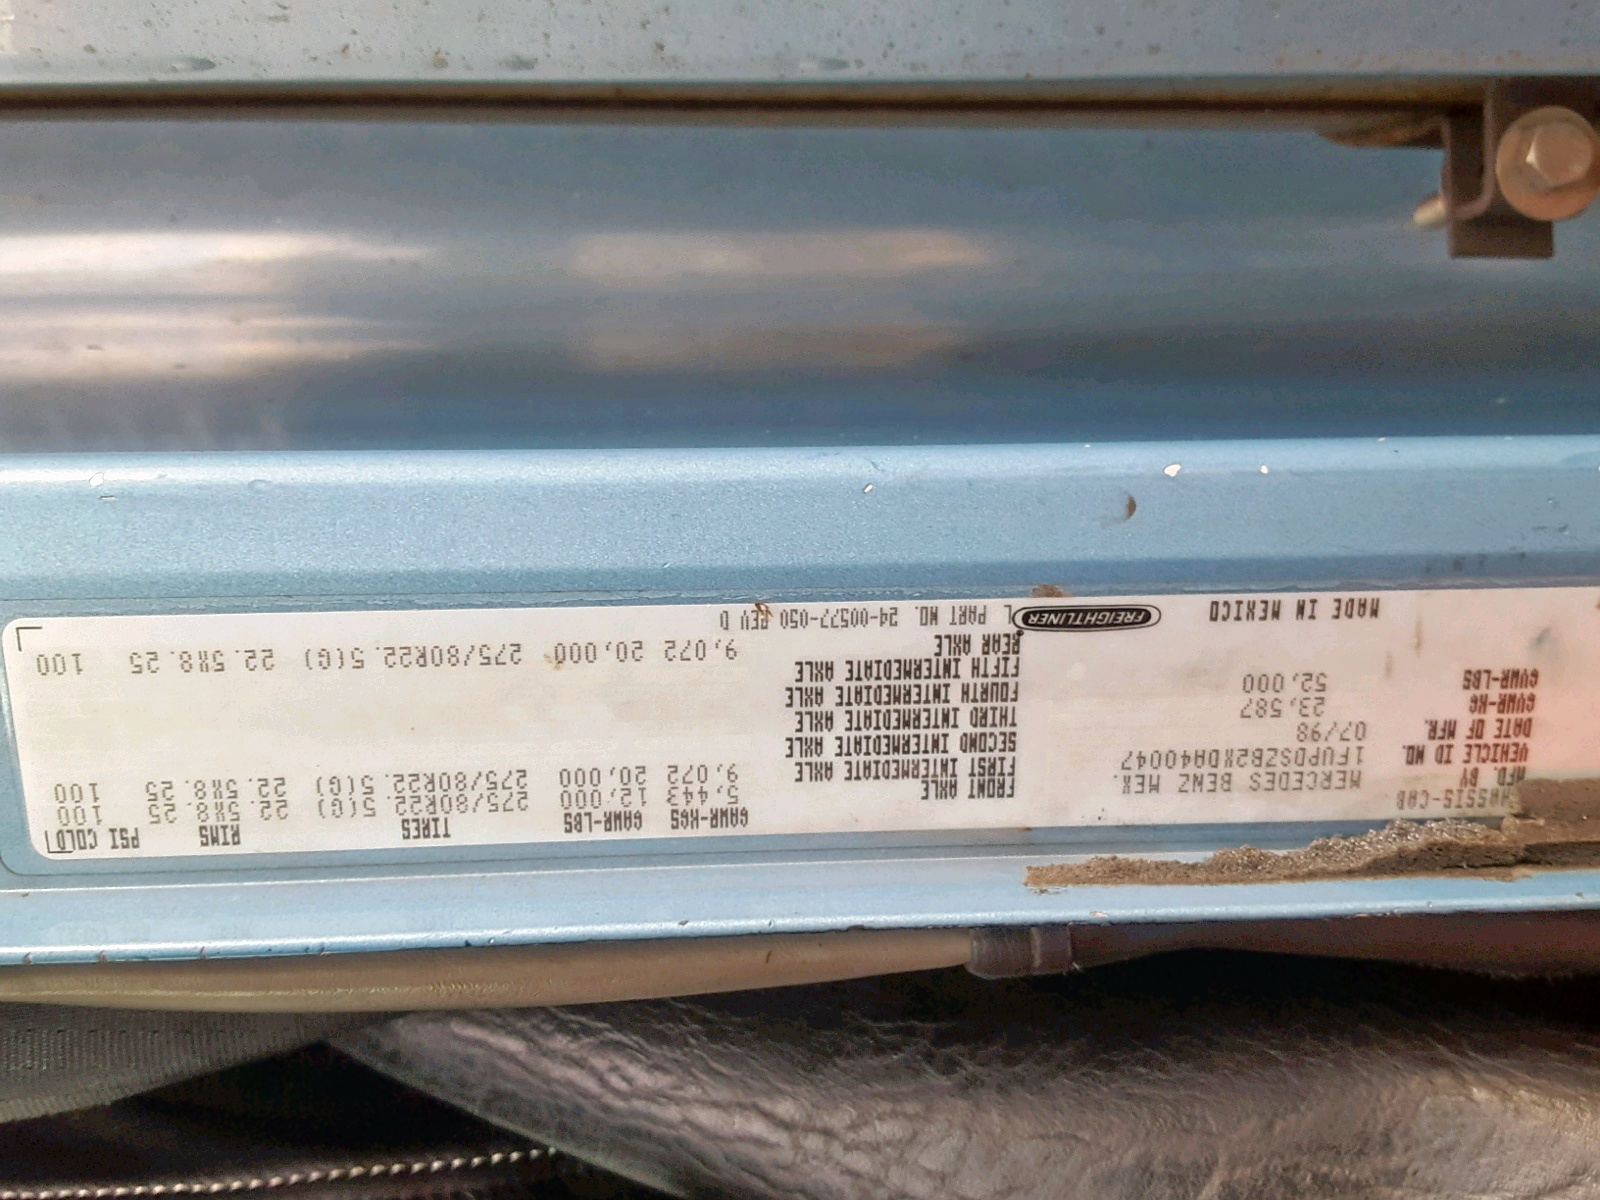 CHASSIS-CAB
MFD. BY MERCEDES BENZ MEX.
VEHICLE ID NO. 1FUPDSZB2XDA40047
DATE OF MFR. 07/98
GVWR-KG 23,587
GVWR-LBS 52,000
MADE IN MEXICO
GAWR-KGS GAWR-LBS TIRES RIMS PSI COLD
FRONT AXLE 5,443 12,000 275/80R22.5(G) 22.5X8.25 100
FIRST INTERMEDIATE AXLE 9,072 20,000 275/80R22.5(G) 22.5X8.25 100
SECOND INTERMEDIATE AXLE
THIRD INTERMEDIATE AXLE
FOURTH INTERMEDIATE AXLE
FIFTH INTERMEDIATE AXLE
REAR AXLE 9,072 20,000 275/80R22.5(G) 22.5X8.25 100
FREIGHTLINER L PART NO. 24-00577-050 REV D